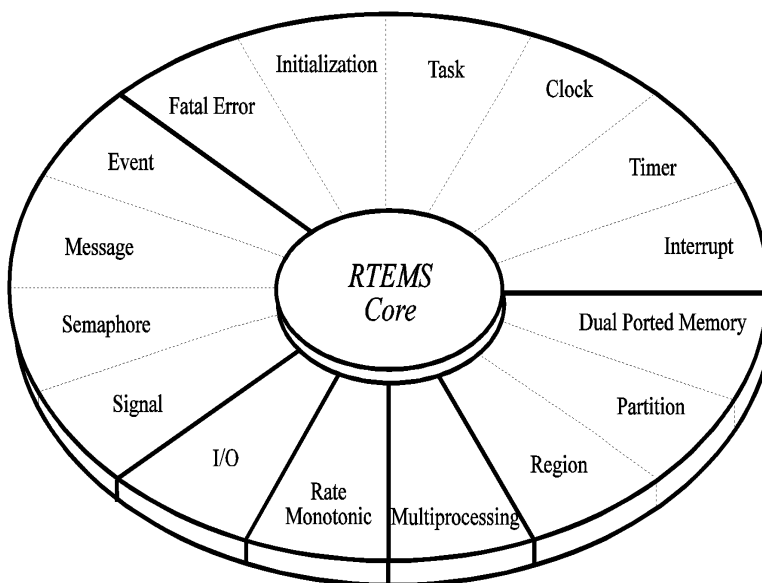 Initialization
Task
Clock
Fatal Error
Timer
Event
Interrupt
Message
RTEMS
Core
Semaphore
Dual Ported Memory
Signal
Partition
I/O
Region
Rate
Monotonic
Multiprocessing